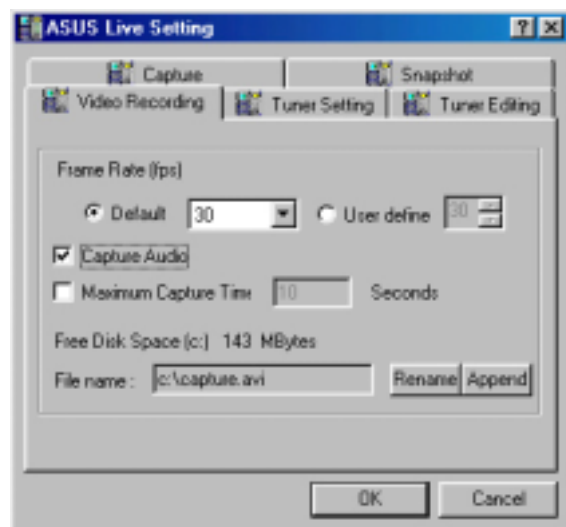 ASUS Live Setting
Capture Snapshot
Video Recording Tuner Setting Tuner Editing
Frame Rate (fps)
Default 30 User define 30
Capture Audio
Maximum Capture Time 10 Seconds
Free Disk Space (c:) 143 MBytes
File name : c:\capture.avi Rename Append
OK Cancel